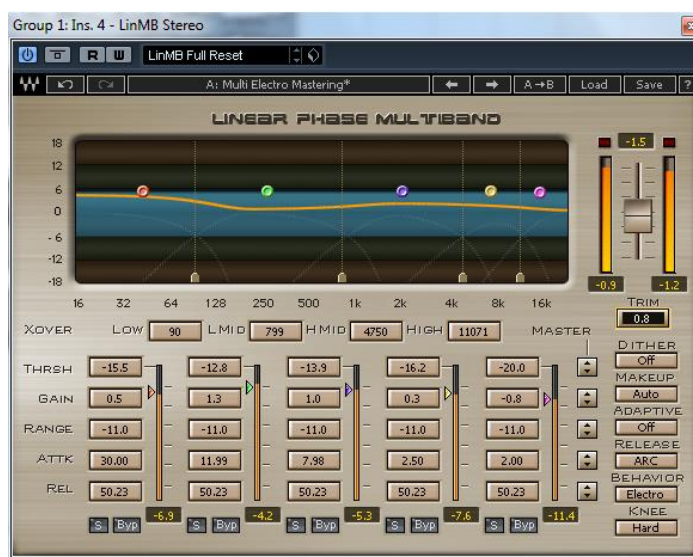 Group 1: Ins. 4 - LinMB Stereo
R W LinMB Full Reset
A: Multi Electro Mastering* A→B Load Save ?
LINEAR PHASE MULTIBAND
18
12
6
0
-6
-12
-18
16 32 64 128 250 500 1k 2k 4k 8k 16k
-1.5
-0.9 -1.2
TRIM
0.8
XOVER LOW 90 LMID 799 HMID 4750 HIGH 11071 MASTER
THRSH -15.5 -12.8 -13.9 -16.2 -20.0
GAIN 0.5 1.3 1.0 0.3 -0.8
RANGE -11.0 -11.0 -11.0 -11.0 -11.0
ATTK 30.00 11.99 7.98 2.50 2.00
REL 50.23 50.23 50.23 50.23 50.23
S Byp -6.9 S Byp -4.2 S Byp -5.3 S Byp -7.6 S Byp -11.4
DITHER
Off
MAKEUP
Auto
ADAPTIVE
Off
RELEASE
ARC
BEHAVIOR
Electro
KNEE
Hard